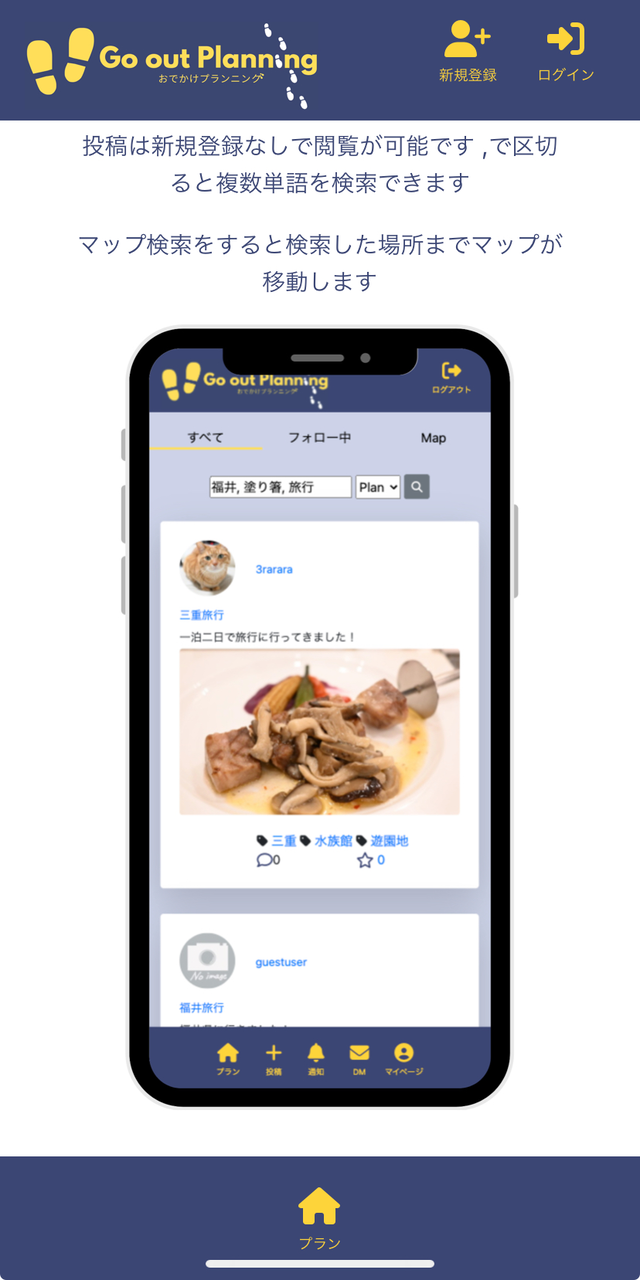 Go out Planning
おでかけプランニング
新規登録
ログイン
投稿は新規登録なしで閲覧が可能です ,で区切
ると複数単語を検索できます
マップ検索をすると検索した場所までマップが
移動します
Go out Planning
おでかけプランニング
ログアウト
すべて フォロー中 Map
福井, 塗り箸, 旅行 Plan
3rarara
三重旅行
一泊二日で旅行に行ってきました！
三重 水族館 遊園地
0 0
No image
guestuser
福井旅行
プラン 投稿 通知 DM マイページ
プラン